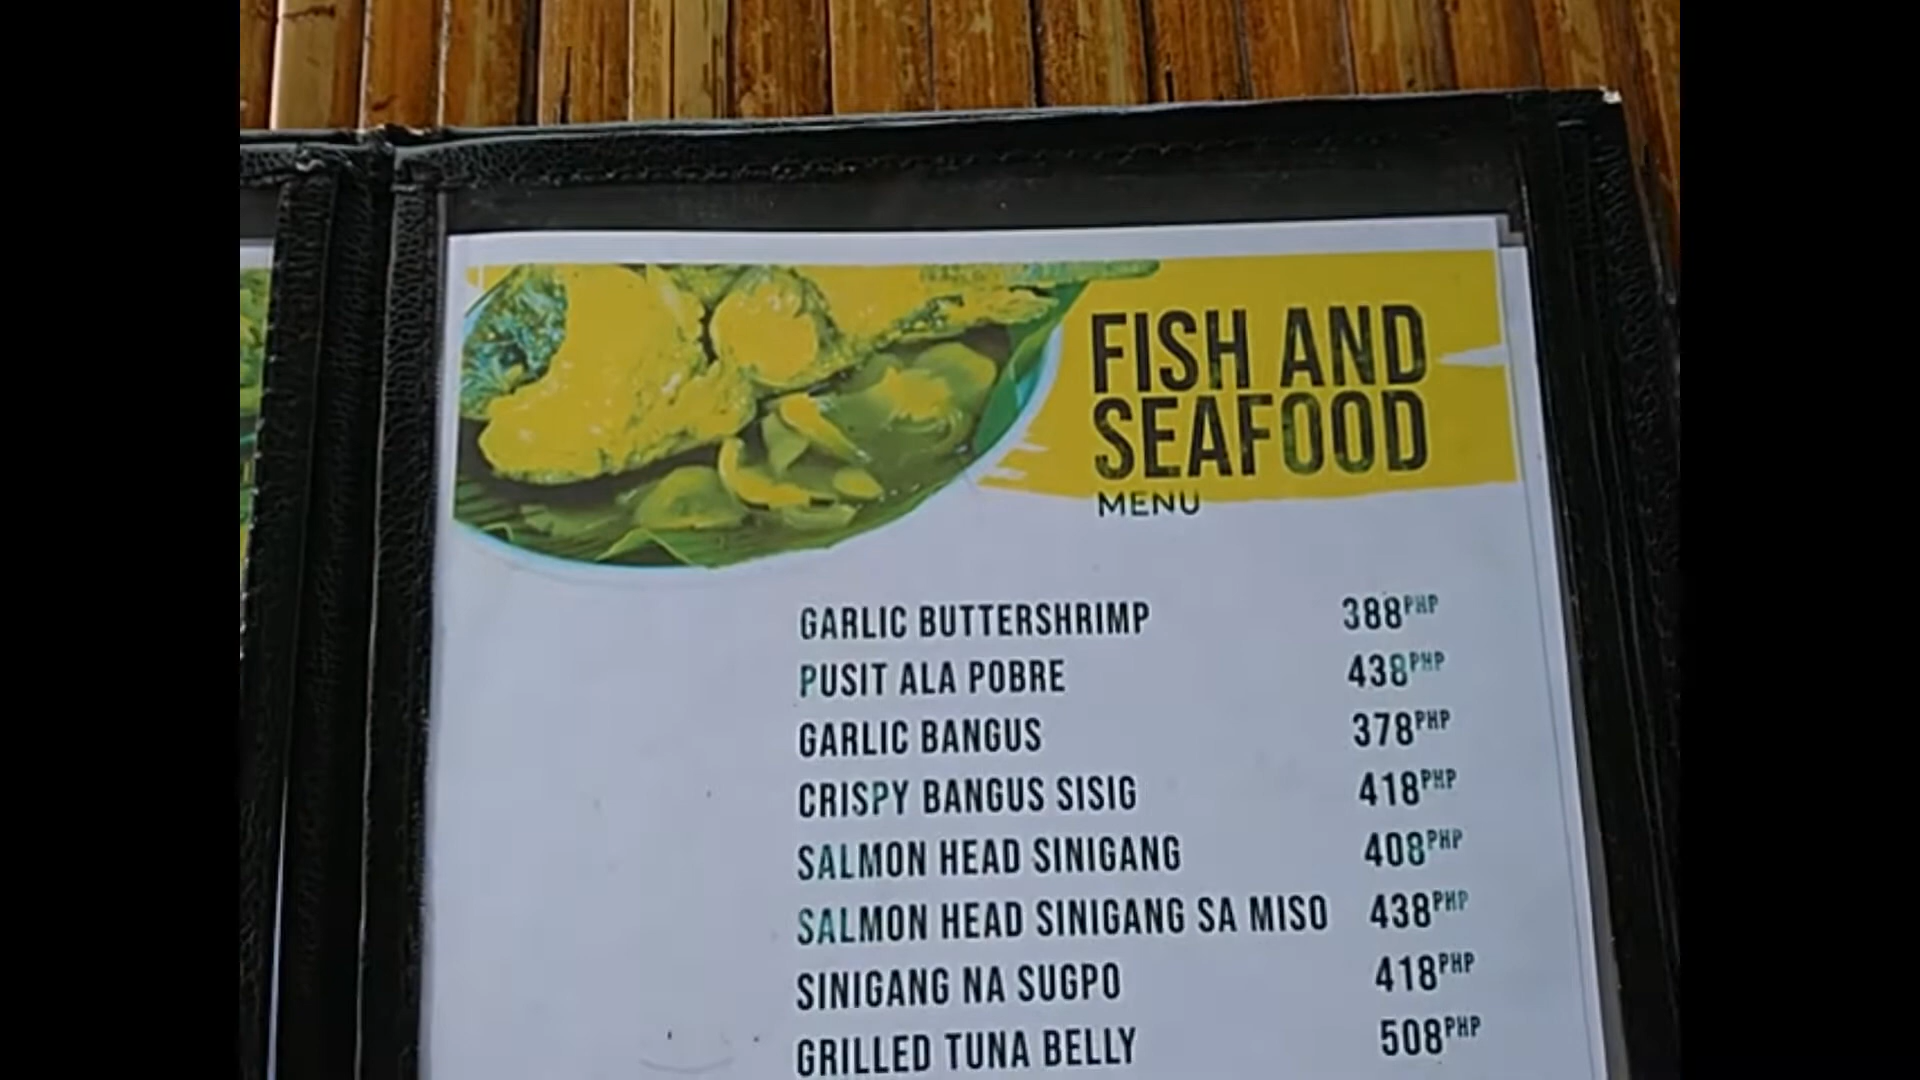 FISH AND
SEAFOOD
MENU
GARLIC BUTTERSHRIMP 388PHP
PUSIT ALA POBRE 438PHP
GARLIC BANGUS 378PHP
CRISPY BANGUS SISIG 418PHP
SALMON HEAD SINIGANG 408PHP
SALMON HEAD SINIGANG SA MISO 438PHP
SINIGANG NA SUGPO 418PHP
GRILLED TUNA BELLY 508PHP